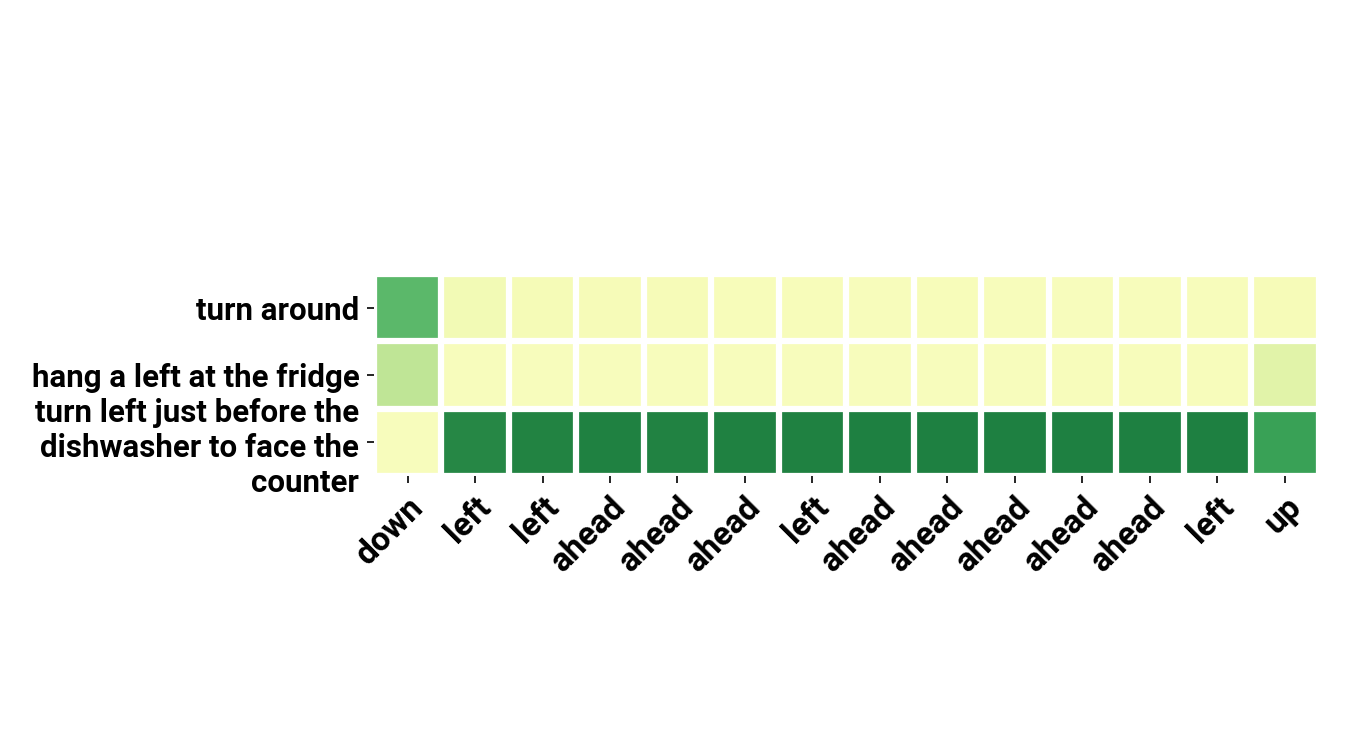 turn around
hang a left at the fridge
turn left just before the
dishwasher to face the
counter
down
left
left
ahead
ahead
ahead
left
ahead
ahead
ahead
ahead
ahead
left
up